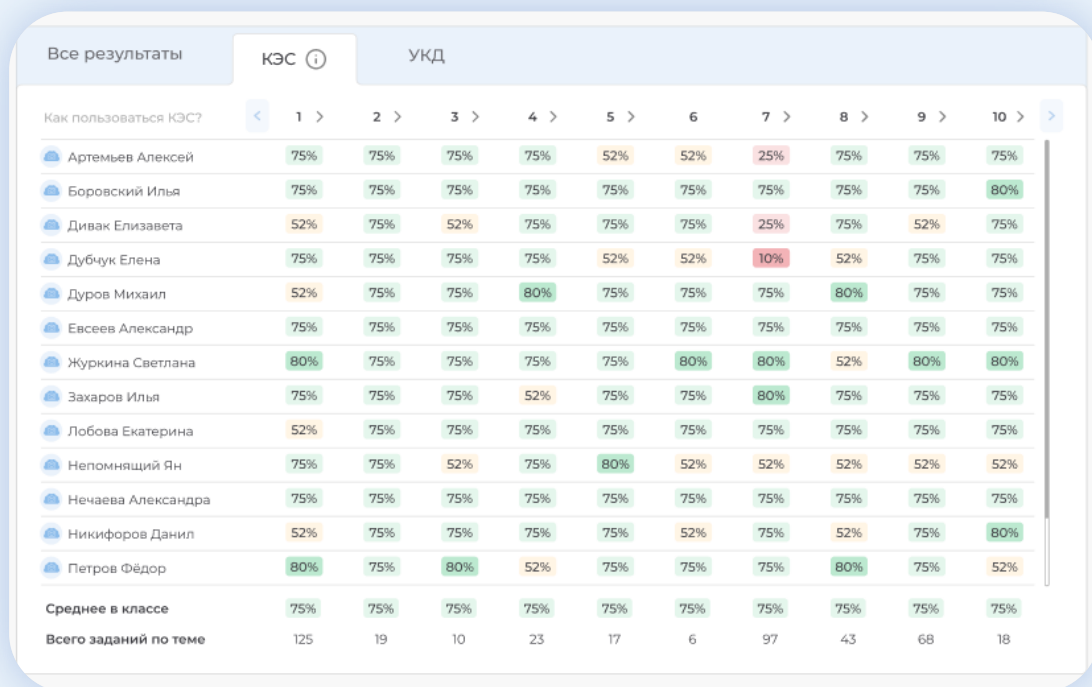 Все результаты КЭС УКД
Как пользоваться КЭС? < 1 > 2 > 3 > 4 > 5 > 6 7 > 8 > 9 > 10 > >
Артемьев Алексей 75% 75% 75% 75% 52% 52% 25% 75% 75% 75%
Боровский Илья 75% 75% 75% 75% 75% 75% 75% 75% 75% 80%
Дивак Елизавета 52% 75% 52% 75% 75% 75% 25% 75% 52% 75%
Дубчук Елена 75% 75% 75% 75% 52% 52% 10% 52% 75% 75%
Дуров Михаил 52% 75% 75% 80% 75% 75% 75% 80% 75% 75%
Евсеев Александр 75% 75% 75% 75% 75% 75% 75% 75% 75% 75%
Журкина Светлана 80% 75% 75% 75% 75% 80% 80% 52% 80% 80%
Захаров Илья 75% 75% 75% 52% 75% 75% 80% 75% 75% 75%
Лобова Екатерина 52% 75% 75% 75% 75% 75% 75% 75% 75% 75%
Непомнящий Ян 75% 75% 52% 75% 80% 52% 52% 52% 52% 52%
Нечаева Александра 75% 75% 75% 75% 75% 75% 75% 75% 75% 75%
Никифоров Данил 52% 75% 75% 75% 75% 52% 75% 52% 75% 80%
Петров Фёдор 80% 75% 80% 52% 75% 75% 75% 80% 75% 52%
Среднее в классе 75% 75% 75% 75% 75% 75% 75% 75% 75% 75%
Всего заданий по теме 125 19 10 23 17 6 97 43 68 18